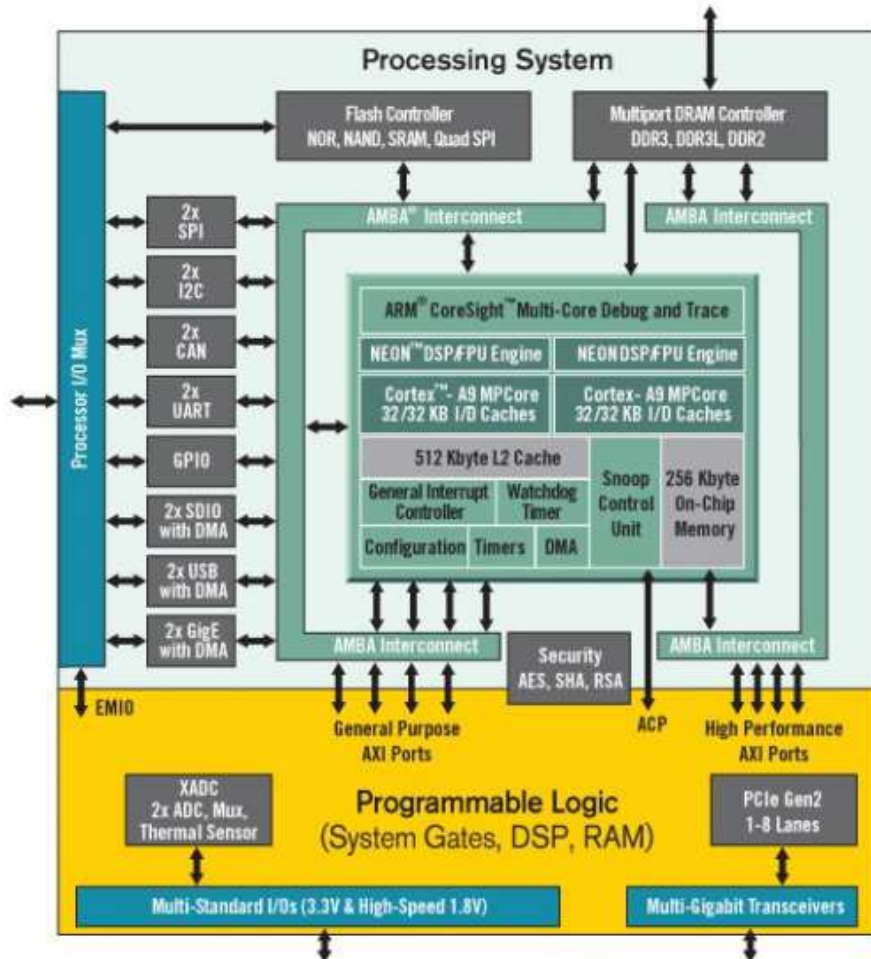 Processing System
Flash Controller
NOR, NAND, SRAM, Quad SPI
Multiport DRAM Controller
DDR3, DDR3L, DDR2
AMBA® Interconnect
AMBA Interconnect
Processor I/O Mux
2x
SPI
2x
I2C
2x
CAN
2x
UART
GPIO
2x SDIO
with DMA
2x USB
with DMA
2x GigE
with DMA
ARM® CoreSight™ Multi-Core Debug and Trace
NEON™ DSP/FPU Engine
NEON DSP/FPU Engine
Cortex™- A9 MPCore
32/32 KB I/D Caches
Cortex- A9 MPCore
32/32 KB I/D Caches
512 Kbyte L2 Cache
General Interrupt
Controller
Watchdog
Timer
Configuration
Timers
DMA
Snoop
Control
Unit
256 Kbyte
On-Chip
Memory
AMBA Interconnect
AMBA Interconnect
Security
AES, SHA, RSA
EMIO
General Purpose
AXI Ports
ACP
High Performance
AXI Ports
XADC
2x ADC, Mux,
Thermal Sensor
Programmable Logic
(System Gates, DSP, RAM)
PCIe Gen2
1-8 Lanes
Multi-Standard I/Os (3.3V & High-Speed 1.8V)
Multi-Gigabit Transceivers